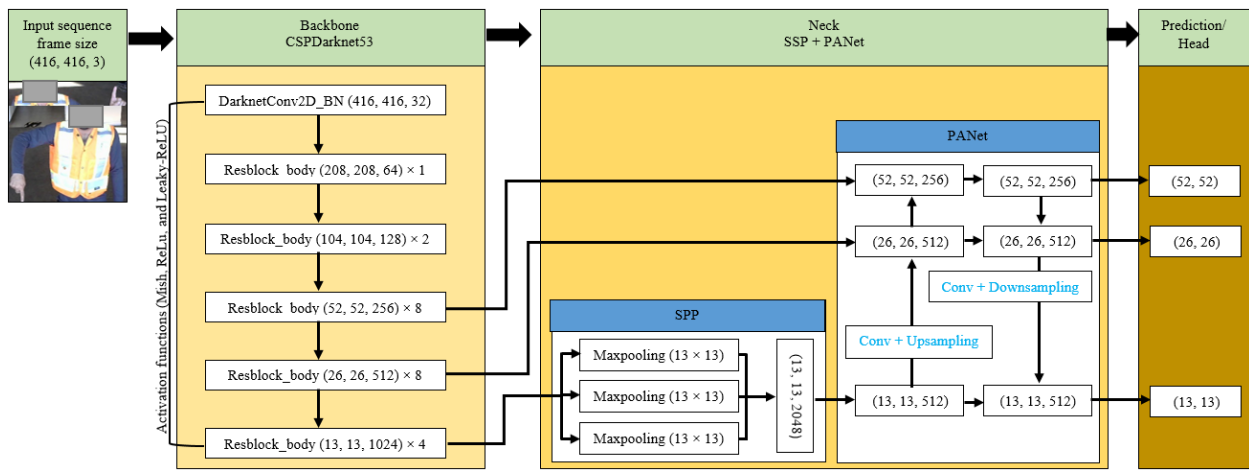 Input sequence
frame size
(416, 416, 3)
Backbone
CSPDarknet53
Neck
SSP + PANet
Prediction/
Head
Activation functions (Mish, ReLu, and Leaky-ReLU)
DarknetConv2D_BN (416, 416, 32)
Resblock_body (208, 208, 64) × 1
Resblock_body (104, 104, 128) × 2
Resblock_body (52, 52, 256) × 8
Resblock_body (26, 26, 512) × 8
Resblock_body (13, 13, 1024) × 4
SPP
Maxpooling (13 × 13)
Maxpooling (13 × 13)
Maxpooling (13 × 13)
(13, 13, 2048)
PANet
(52, 52, 256)
(52, 52, 256)
(26, 26, 512)
(26, 26, 512)
Conv + Downsampling
Conv + Upsampling
(13, 13, 512)
(13, 13, 512)
(52, 52)
(26, 26)
(13, 13)